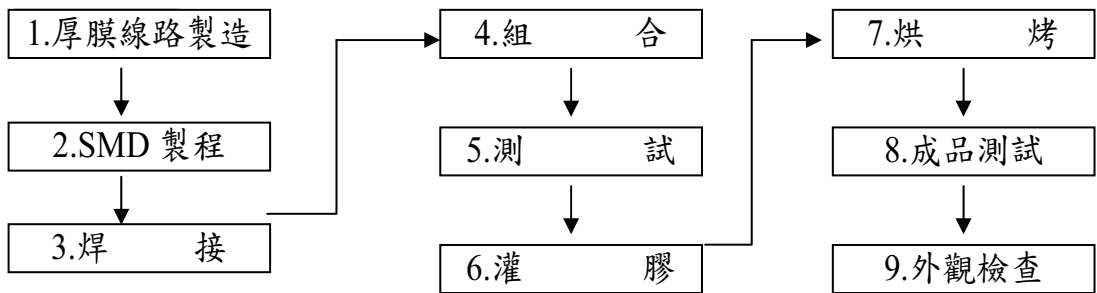 1.厚膜線路製造
2.SMD 製程
3.焊 接
4.組 合
5.測 試
6.灌 膠
7.烘 烤
8.成品測試
9.外觀檢查